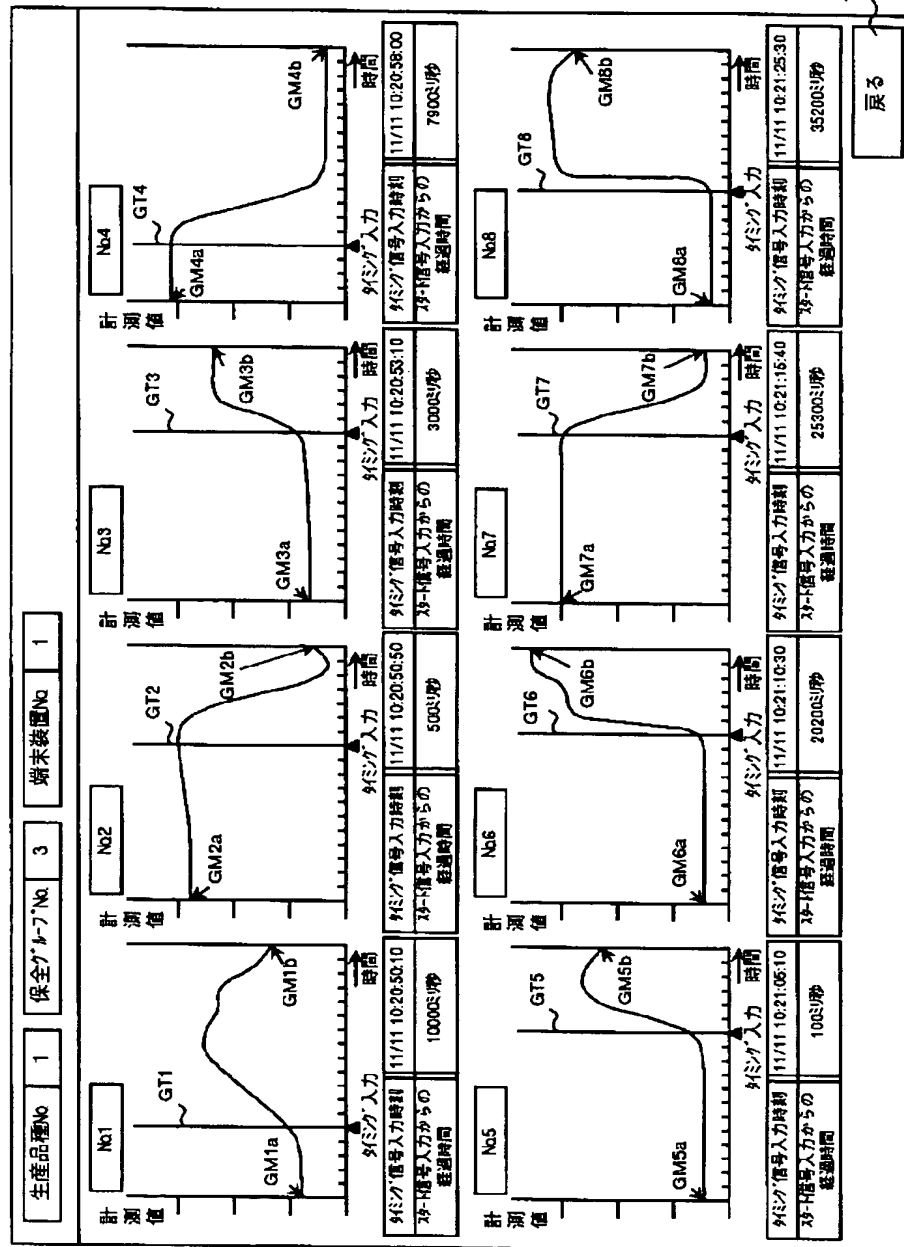 生産品種No 1 保全グループNo. 3 端末装置No 1
No.1
計測値
GT1
GM1a
GM1b
タイミング入力
時間
タイミング信号入力時刻 11/11 10:20:50:10
スタート信号入力からの経過時間 10000ミリ秒
No.2
計測値
GT2
GM2a
GM2b
タイミング入力
時間
タイミング信号入力時刻 11/11 10:20:50:50
スタート信号入力からの経過時間 500ミリ秒
No.3
計測値
GT3
GM3a
GM3b
タイミング入力
時間
タイミング信号入力時刻 11/11 10:20:53:10
スタート信号入力からの経過時間 3000ミリ秒
No.4
計測値
GT4
GM4a
GM4b
タイミング入力
時間
タイミング信号入力時刻 11/11 10:20:58:00
スタート信号入力からの経過時間 7900ミリ秒
No.5
計測値
GT5
GM5a
GM5b
タイミング入力
時間
タイミング信号入力時刻 11/11 10:21:05:10
スタート信号入力からの経過時間 100ミリ秒
No.6
計測値
GT6
GM6a
GM6b
タイミング入力
時間
タイミング信号入力時刻 11/11 10:21:10:30
スタート信号入力からの経過時間 20200ミリ秒
No.7
計測値
GT7
GM7a
GM7b
タイミング入力
時間
タイミング信号入力時刻 11/11 10:21:15:40
スタート信号入力からの経過時間 25300ミリ秒
No.8
計測値
GT8
GM8a
GM8b
タイミング入力
時間
タイミング信号入力時刻 11/11 10:21:25:30
スタート信号入力からの経過時間 35200ミリ秒
戻る